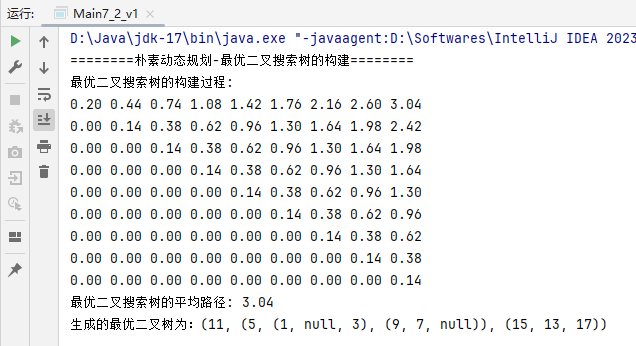 运行: Main7_2_v1
D:\Java\jdk-17\bin\java.exe "-javaagent:D:\Softwares\IntelliJ IDEA 2023
========朴素动态规划-最优二叉搜索树的构建========
最优二叉搜索树的构建过程:
0.20 0.44 0.74 1.08 1.42 1.76 2.16 2.60 3.04
0.00 0.14 0.38 0.62 0.96 1.30 1.64 1.98 2.42
0.00 0.00 0.14 0.38 0.62 0.96 1.30 1.64 1.98
0.00 0.00 0.00 0.14 0.38 0.62 0.96 1.30 1.64
0.00 0.00 0.00 0.00 0.14 0.38 0.62 0.96 1.30
0.00 0.00 0.00 0.00 0.00 0.14 0.38 0.62 0.96
0.00 0.00 0.00 0.00 0.00 0.00 0.14 0.38 0.62
0.00 0.00 0.00 0.00 0.00 0.00 0.00 0.14 0.38
0.00 0.00 0.00 0.00 0.00 0.00 0.00 0.00 0.14
最优二叉搜索树的平均路径: 3.04
生成的最优二叉树为: (11, (5, (1, null, 3), (9, 7, null)), (15, 13, 17))